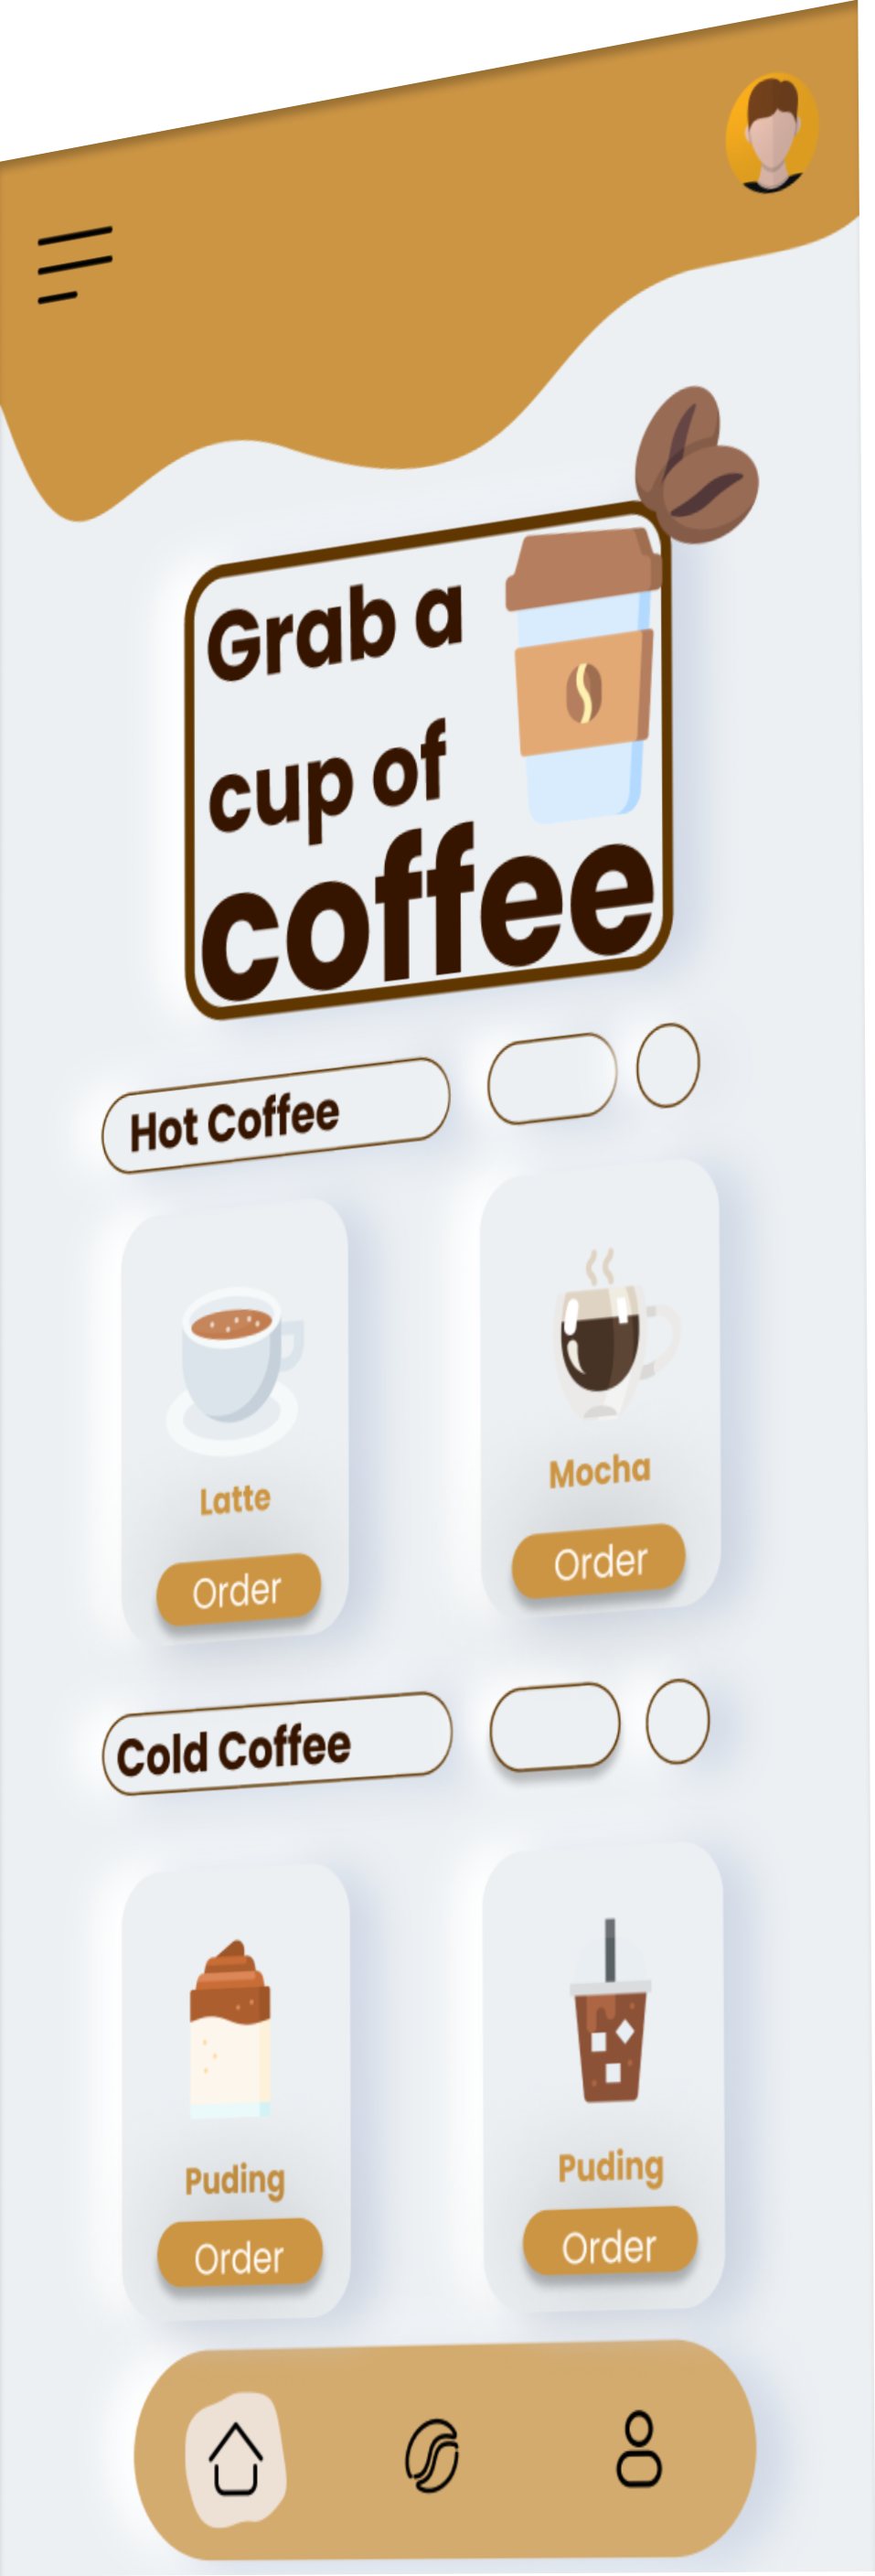 Grab a
cup of
coffee
Hot Coffee
Latte
Mocha
Order
Order
Cold Coffee
Puding
Puding
Order
Order